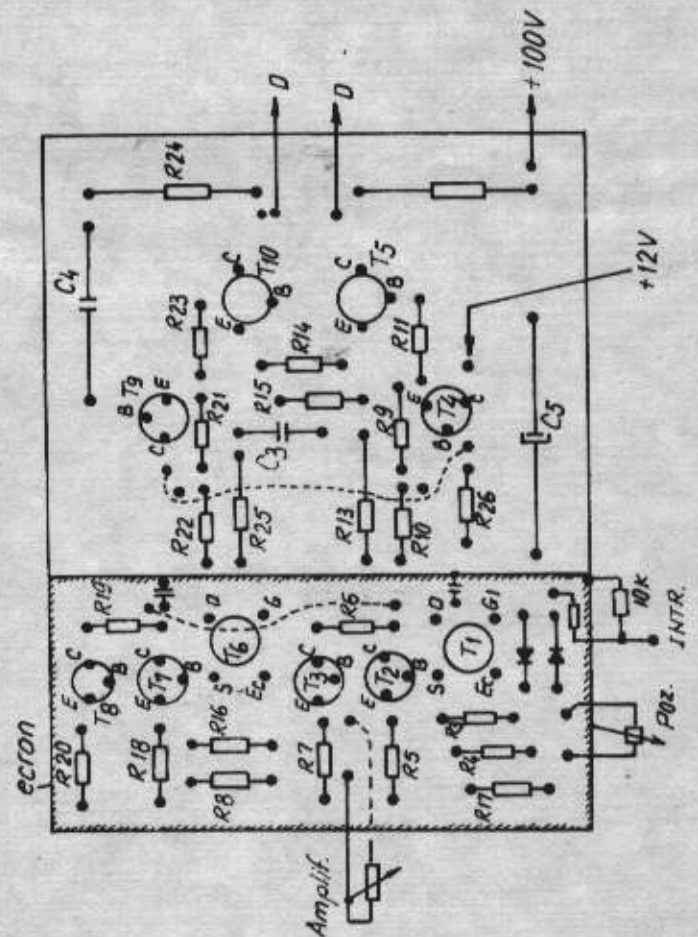 ecran
R20
E
C
B
T8
R19
R18
E
C
B
T7
R16
R8
S
D
G
T6
Ec
R7
E
C
B
T3
R6
R5
E
C
B
T2
S
D
G1
T1
Ec
R3
R4
R17
Amplif.
Poz.
10K
INTR.
C4
R24
D
D
+100V
B
T9
E
C
R23
R21
R22
R25
C3
R15
R14
E
C
B
T10
E
C
B
T5
R13
R9
R10
R11
E
B
C
T4
R26
+12V
C5